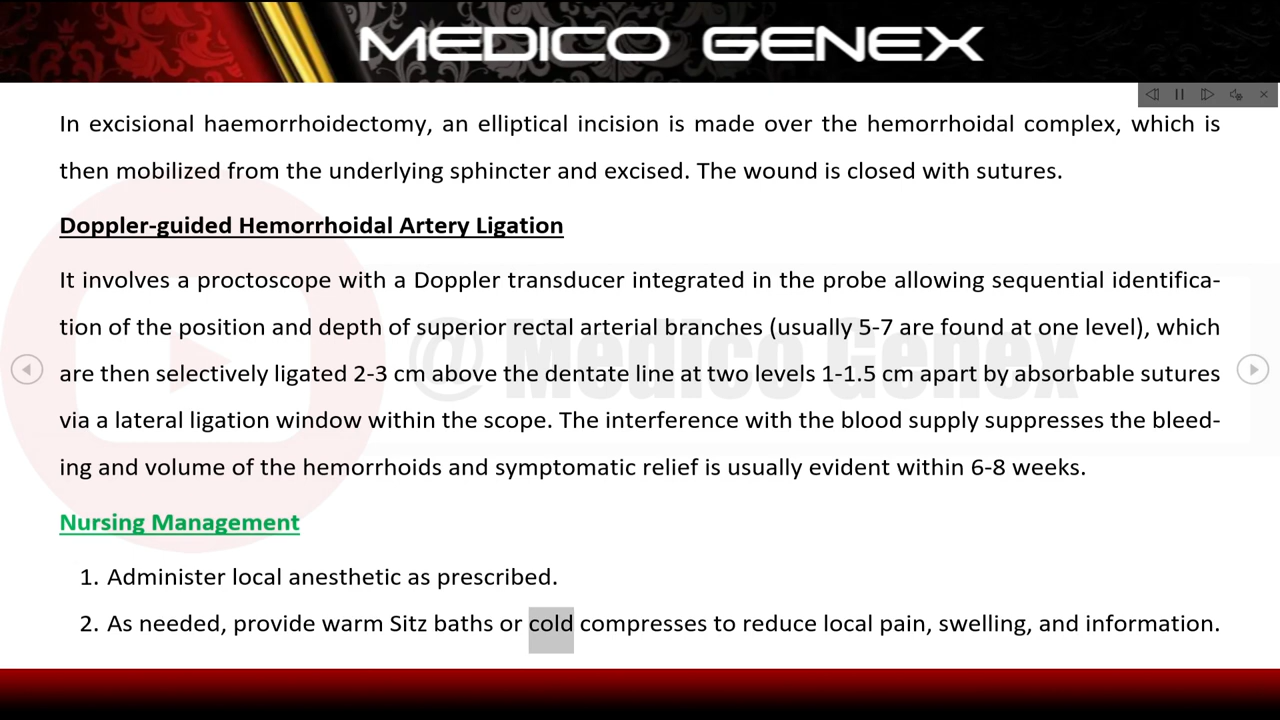 MEDICO GENEX
In excisional haemorrhoidectomy, an elliptical incision is made over the hemorrhoidal complex, which is
then mobilized from the underlying sphincter and excised. The wound is closed with sutures.
Doppler-guided Hemorrhoidal Artery Ligation
It involves a proctoscope with a Doppler transducer integrated in the probe allowing sequential identifica-
tion of the position and depth of superior rectal arterial branches (usually 5-7 are found at one level), which
are then selectively ligated 2-3 cm above the dentate line at two levels 1-1.5 cm apart by absorbable sutures
via a lateral ligation window within the scope. The interference with the blood supply suppresses the bleed-
ing and volume of the hemorrhoids and symptomatic relief is usually evident within 6-8 weeks.
@Medico Genex
Nursing Management
1. Administer local anesthetic as prescribed.
2. As needed, provide warm Sitz baths or cold compresses to reduce local pain, swelling, and information.